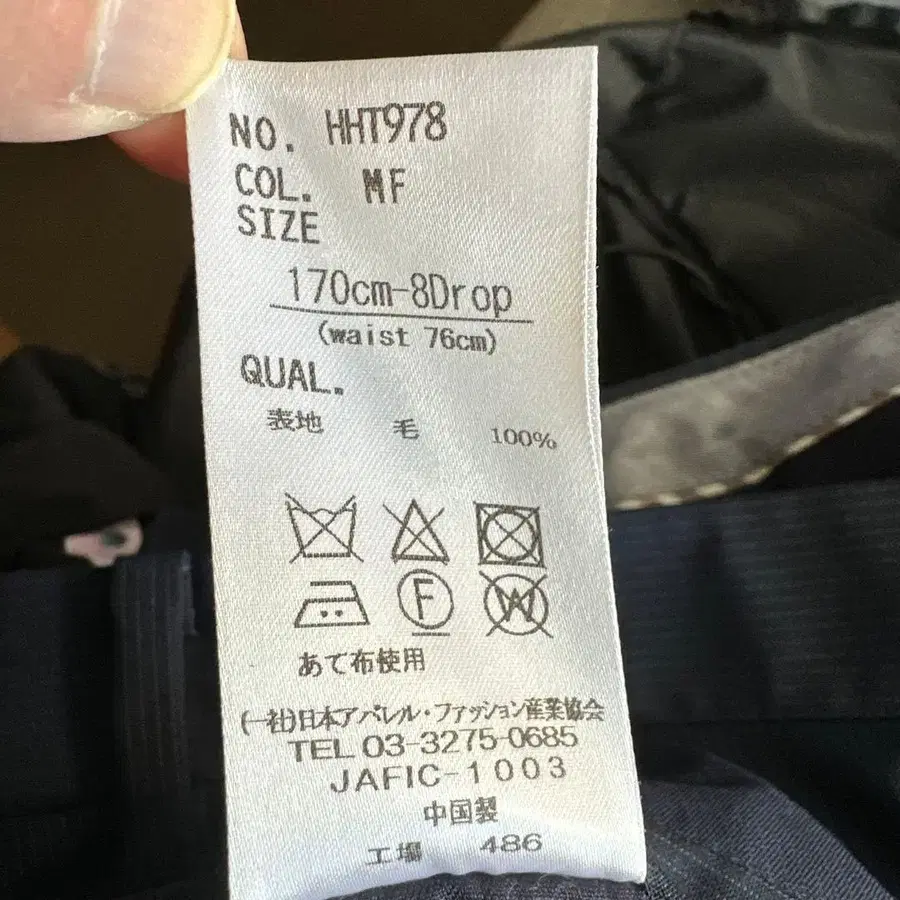 NO. HHT978
COL. MF
SIZE
170cm-8Drop
(waist 76cm)
QUAL.
表地 毛 100%
F W
あて布使用
(一社)日本アパレル・ファッション産業協会
TEL 03-3275-0685
JAFIC-1003
中国製
工場 486